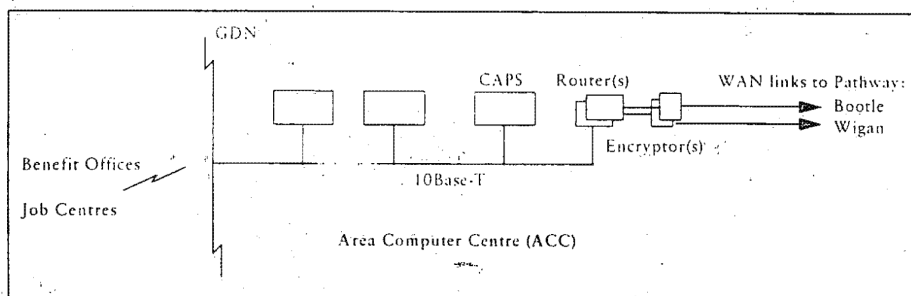 GDN
CAPS
Router(s)
WAN links to Pathway:
Bootle
Wigan
Encryptor(s)
Benefit Offices
10Base-T
Job Centres
Area Computer Centre (ACC)